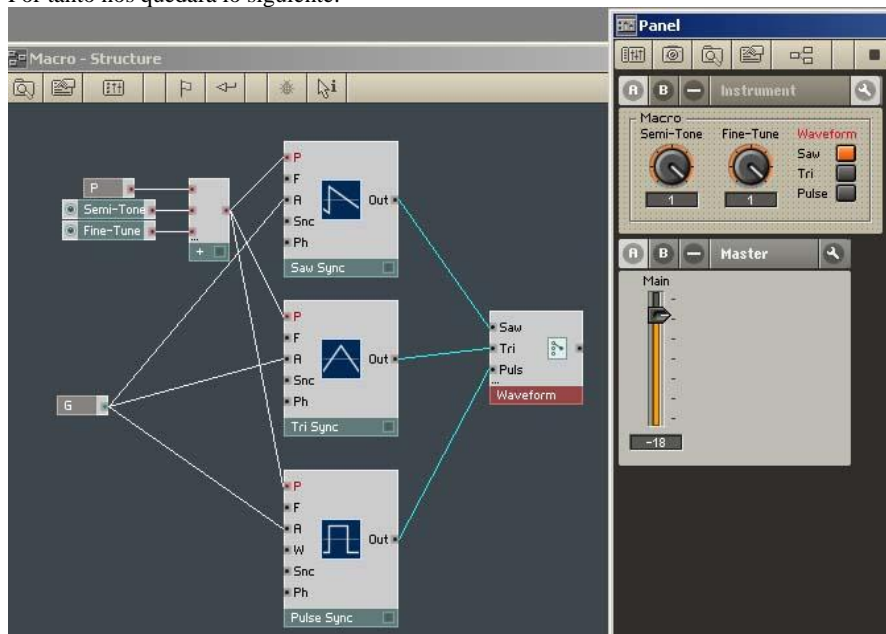 Por tanto nos quedará lo siguiente:
Macro - Structure
i
P
Semi-Tone
Fine-Tune
...
+
G
P
F
A
Snc
Ph
Out
Saw Sync
P
F
A
Snc
Ph
Out
Tri Sync
P
F
A
W
Snc
Ph
Out
Pulse Sync
Saw
Tri
Puls
...
Waveform
Panel
A B Instrument
Macro
Semi-Tone Fine-Tune Waveform
Saw
Tri
Pulse
1 1
A B Master
Main
-18